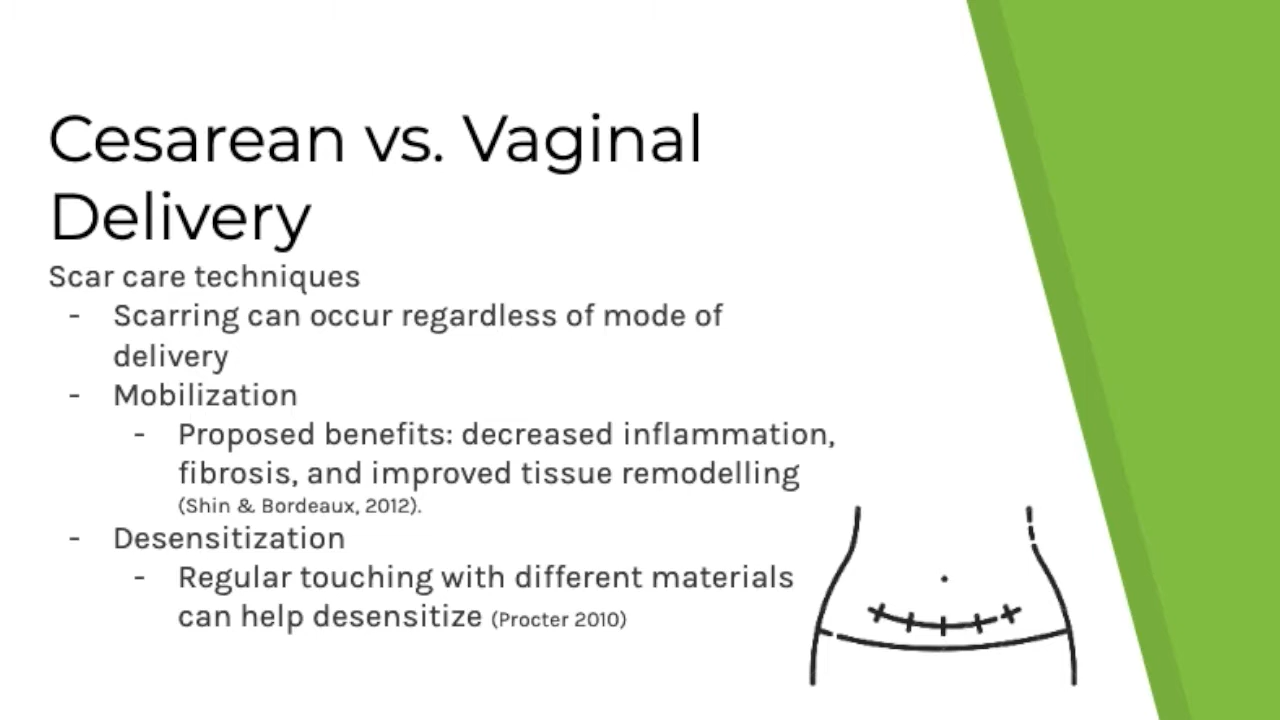 Cesarean vs. Vaginal
Delivery
Scar care techniques
- Scarring can occur regardless of mode of
delivery
- Mobilization
- Proposed benefits: decreased inflammation,
fibrosis, and improved tissue remodelling
(Shin & Bordeaux, 2012).
- Desensitization
- Regular touching with different materials
can help desensitize (Procter 2010)